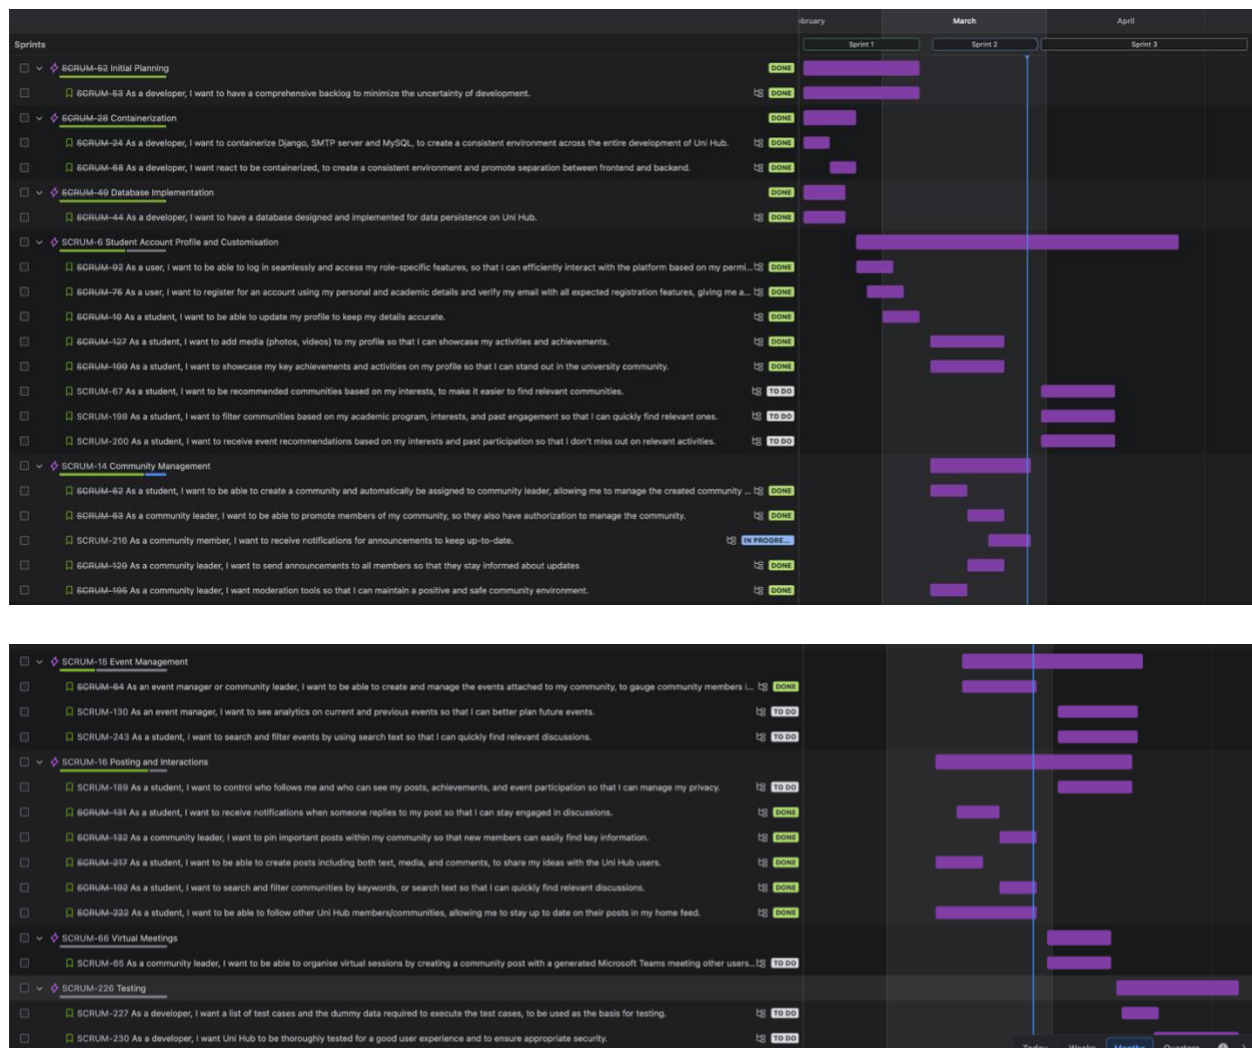 bruary March April
Sprints Sprint 1 Sprint 2 Sprint 3
SCRUM-52 Initial Planning DONE
SCRUM-53 As a developer, I want to have a comprehensive backlog to minimize the uncertainty of development. DONE
SCRUM-28 Containerization DONE
SCRUM-24 As a developer, I want to containerize Django, SMTP server and MySQL, to create a consistent environment across the entire development of Uni Hub. DONE
SCRUM-68 As a developer, I want react to be containerized, to create a consistent environment and promote separation between frontend and backend. DONE
SCRUM-49 Database Implementation DONE
SCRUM-44 As a developer, I want to have a database designed and implemented for data persistence on Uni Hub. DONE
SCRUM-6 Student Account Profile and Customisation
SCRUM-92 As a user, I want to be able to log in seamlessly and access my role-specific features, so that I can efficiently interact with the platform based on my permi... DONE
SCRUM-75 As a user, I want to register for an account using my personal and academic details and verify my email with all expected registration features, giving me a... DONE
SCRUM-10 As a student, I want to be able to update my profile to keep my details accurate. DONE
SCRUM-127 As a student, I want to add media (photos, videos) to my profile so that I can showcase my activities and achievements. DONE
SCRUM-199 As a student, I want to showcase my key achievements and activities on my profile so that I can stand out in the university community. DONE
SCRUM-67 As a student, I want to be recommended communities based on my interests, to make it easier to find relevant communities. TO DO
SCRUM-198 As a student, I want to filter communities based on my academic program, interests, and past engagement so that I can quickly find relevant ones. TO DO
SCRUM-200 As a student, I want to receive event recommendations based on my interests and past participation so that I don't miss out on relevant activities. TO DO
SCRUM-14 Community Management
SCRUM-62 As a student, I want to be able to create a community and automatically be assigned to community leader, allowing me to manage the created community ... DONE
SCRUM-63 As a community leader, I want to be able to promote members of my community, so they also have authorization to manage the community. DONE
SCRUM-216 As a community member, I want to receive notifications for announcements to keep up-to-date. IN PROGRE...
SCRUM-129 As a community leader, I want to send announcements to all members so that they stay informed about updates DONE
SCRUM-195 As a community leader, I want moderation tools so that I can maintain a positive and safe community environment. DONE
SCRUM-15 Event Management
SCRUM-64 As an event manager or community leader, I want to be able to create and manage the events attached to my community, to gauge community members i... DONE
SCRUM-130 As an event manager, I want to see analytics on current and previous events so that I can better plan future events. TO DO
SCRUM-243 As a student, I want to search and filter events by using search text so that I can quickly find relevant discussions. TO DO
SCRUM-16 Posting and Interactions
SCRUM-189 As a student, I want to control who follows me and who can see my posts, achievements, and event participation so that I can manage my privacy. TO DO
SCRUM-131 As a student, I want to receive notifications when someone replies to my post so that I can stay engaged in discussions. DONE
SCRUM-132 As a community leader, I want to pin important posts within my community so that new members can easily find key information. DONE
SCRUM-217 As a student, I want to be able to create posts including both text, media, and comments, to share my ideas with the Uni Hub users. DONE
SCRUM-192 As a student, I want to search and filter communities by keywords, or search text so that I can quickly find relevant discussions. DONE
SCRUM-222 As a student, I want to be able to follow other Uni Hub members/communities, allowing me to stay up to date on their posts in my home feed. DONE
SCRUM-66 Virtual Meetings
SCRUM-65 As a community leader, I want to be able to organise virtual sessions by creating a community post with a generated Microsoft Teams meeting other users... TO DO
SCRUM-226 Testing
SCRUM-227 As a developer, I want a list of test cases and the dummy data required to execute the test cases, to be used as the basis for testing. TO DO
SCRUM-230 As a developer, I want Uni Hub to be thoroughly tested for a good user experience and to ensure appropriate security. TO DO
Today Weeks Months Quarters